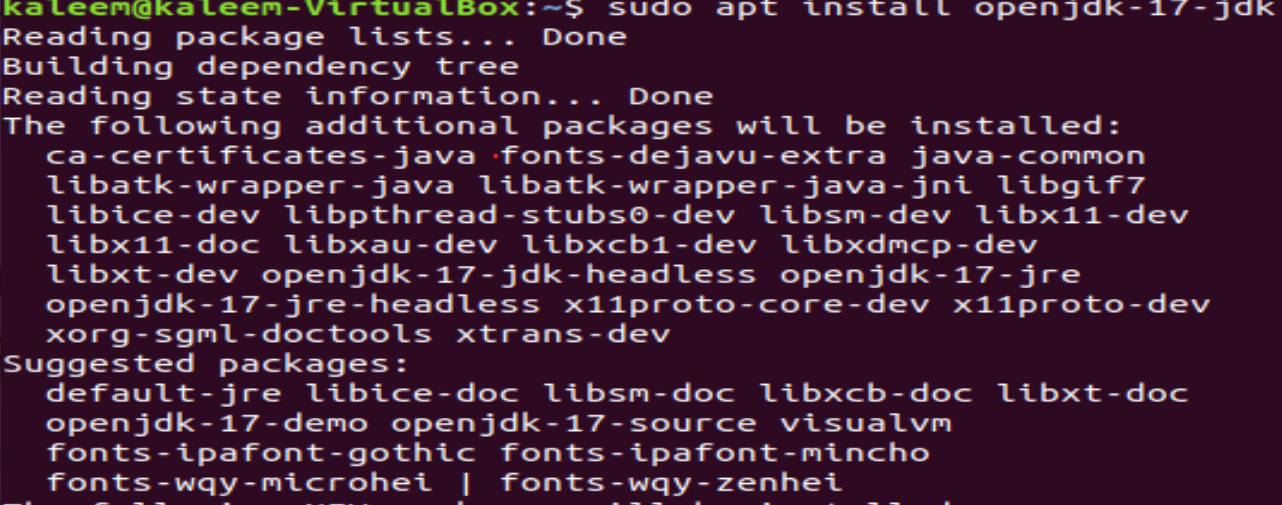 kaleem@kaleem-VirtualBox:~$ sudo apt install openjdk-17-jdk
Reading package lists... Done
Building dependency tree
Reading state information... Done
The following additional packages will be installed:
  ca-certificates-java fonts-dejavu-extra java-common
  libatk-wrapper-java libatk-wrapper-java-jni libgif7
  libice-dev libpthread-stubs0-dev libsm-dev libx11-dev
  libx11-doc libxau-dev libxcb1-dev libxdmcp-dev
  libxt-dev openjdk-17-jdk-headless openjdk-17-jre
  openjdk-17-jre-headless x11proto-core-dev x11proto-dev
  xorg-sgml-doctools xtrans-dev
Suggested packages:
  default-jre libice-doc libsm-doc libxcb-doc libxt-doc
  openjdk-17-demo openjdk-17-source visualvm
  fonts-ipafont-gothic fonts-ipafont-mincho
  fonts-wqy-microhei | fonts-wqy-zenhei